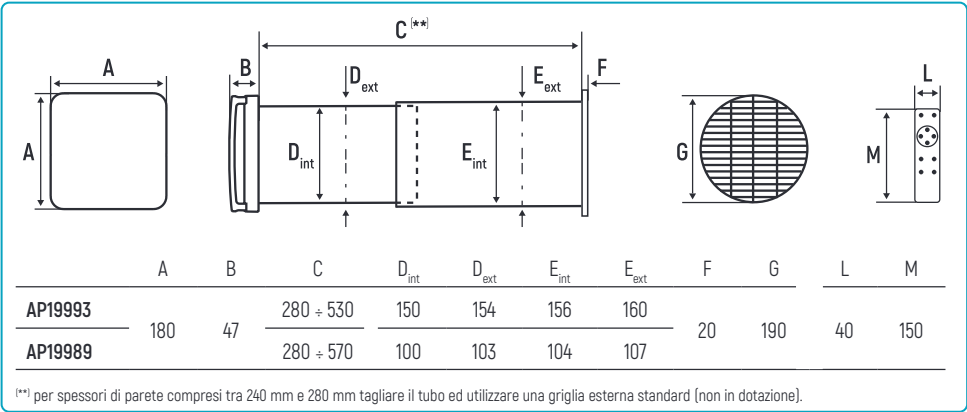 C (**)
A
B
D ext
E ext
F
L
A
D int
E int
G
M
A B C D int D ext E int E ext F G L M
AP19993 280 ÷ 530 150 154 156 160
180 47 20 190 40 150
AP19989 280 ÷ 570 100 103 104 107
(**) per spessori di parete compresi tra 240 mm e 280 mm tagliare il tubo ed utilizzare una griglia esterna standard (non in dotazione).